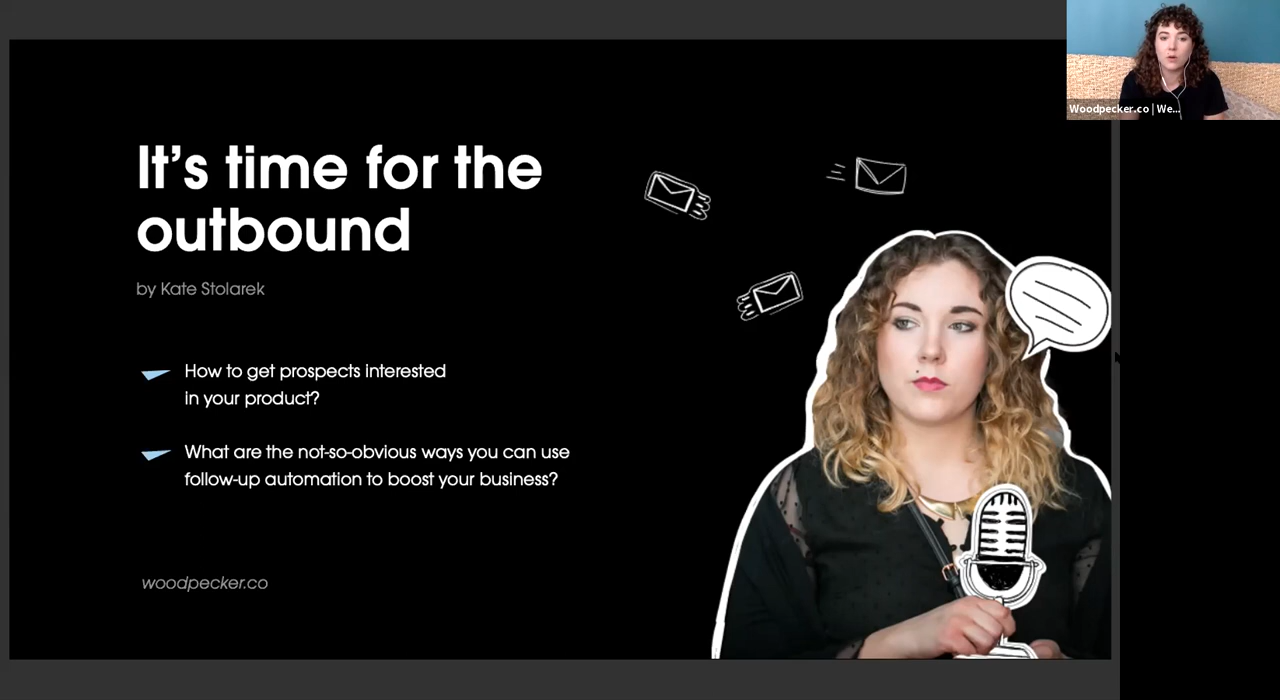 Woodpecker.co | We...
It’s time for the
outbound
by Kate Stolarek
How to get prospects interested
in your product?
What are the not-so-obvious ways you can use
follow-up automation to boost your business?
woodpecker.co